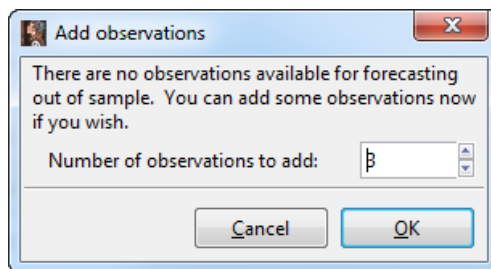 Add observations
There are no observations available for forecasting
out of sample.  You can add some observations now
if you wish.
Number of observations to add:
3
Cancel
OK